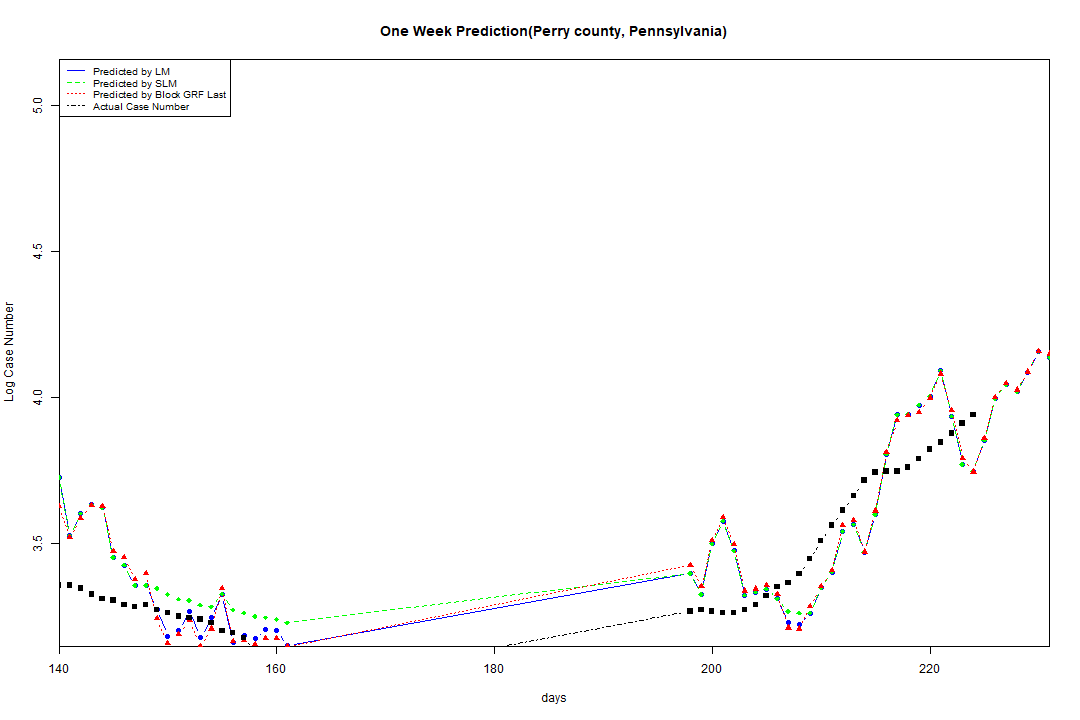 One Week Prediction(Perry county, Pennsylvania)
Predicted by LM
Predicted by SLM
Predicted by Block GRF Last
Actual Case Number
5.0
4.5
4.0
3.5
Log Case Number
140 160 180 200 220
days